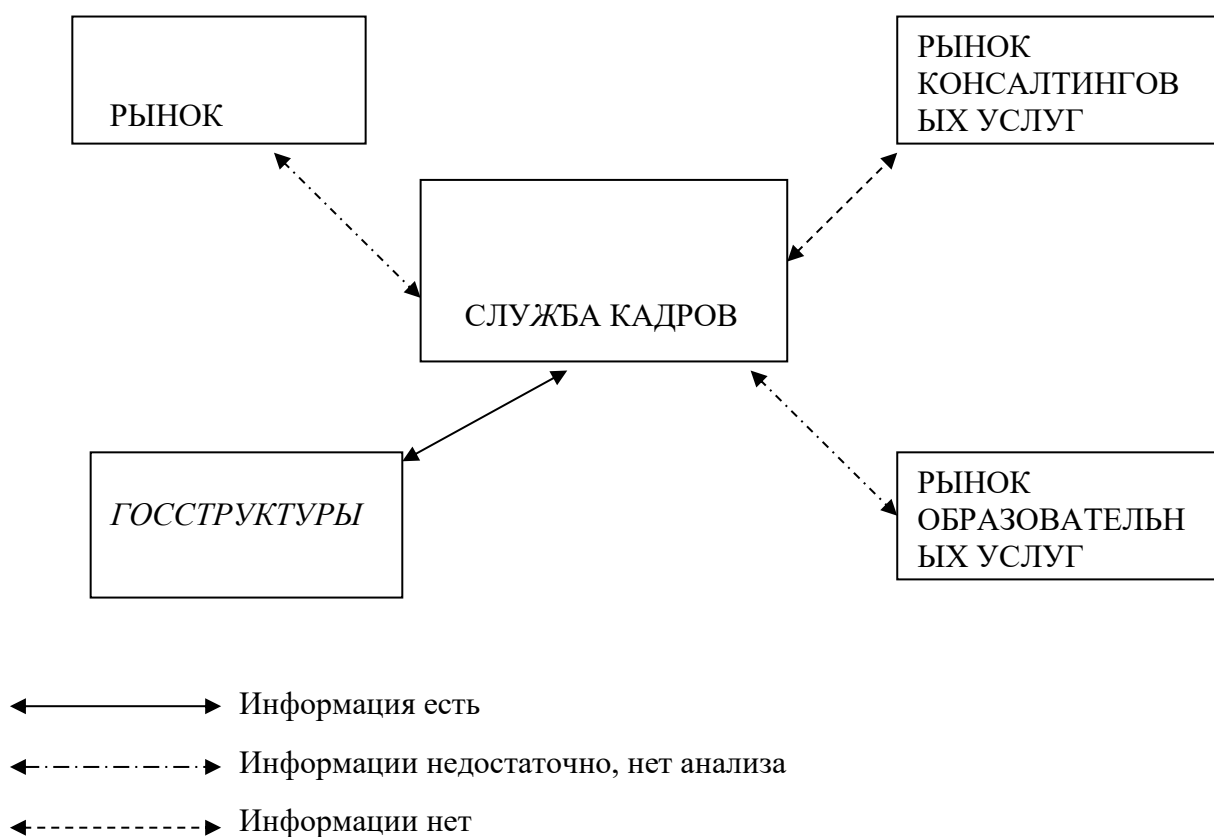 РЫНОК
РЫНОК
КОНСАЛТИНГОВ
ЫХ УСЛУГ
СЛУЖБА КАДРОВ
ГОССТРУКТУРЫ
РЫНОК
ОБРАЗОВАТЕЛЬН
ЫХ УСЛУГ
Информация есть
Информации недостаточно, нет анализа
Информации нет